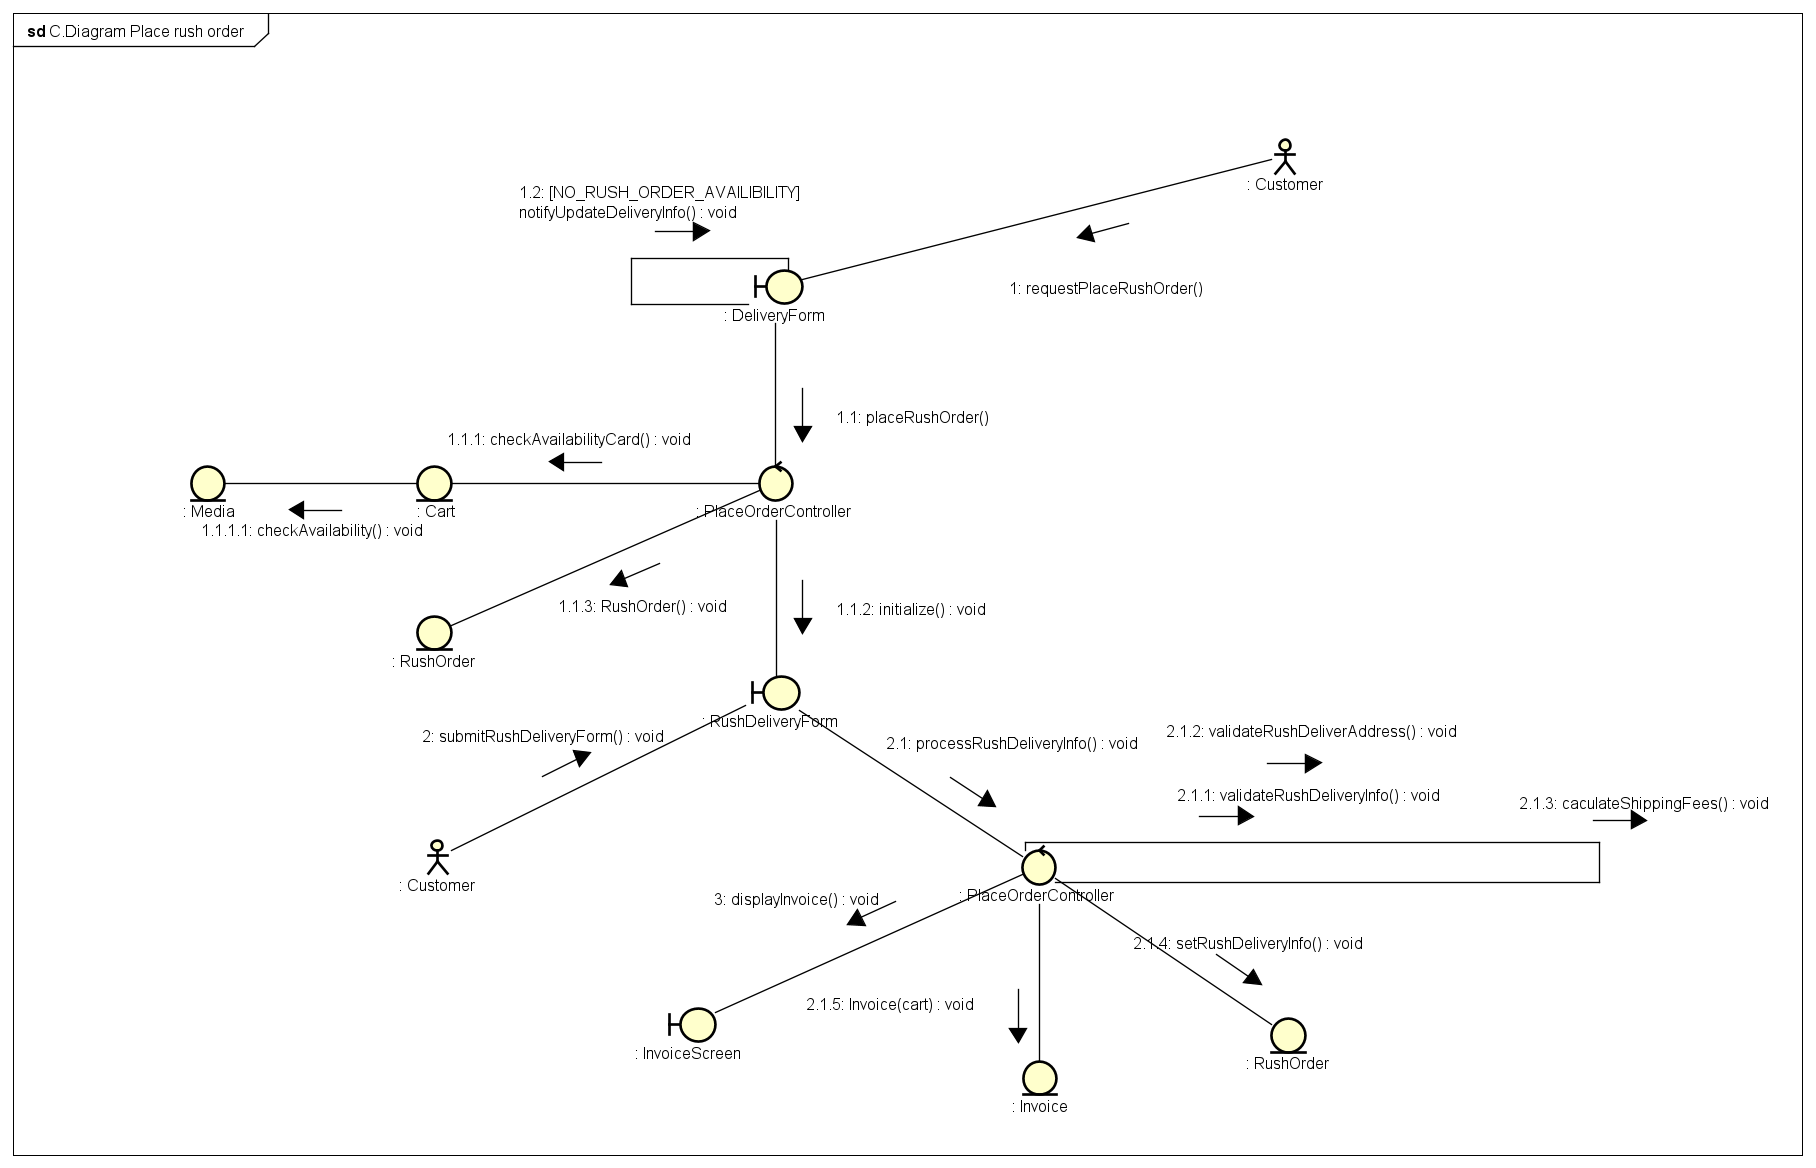 sd C.Diagram Place rush order
: Customer
1.2: [NO_RUSH_ORDER_AVAILIBILITY]
notifyUpdateDeliveryInfo() : void
1: requestPlaceRushOrder()
: DeliveryForm
1.1: placeRushOrder()
1.1.1: checkAvailabilityCard() : void
: Media
: Cart
: PlaceOrderController
1.1.1.1: checkAvailability() : void
1.1.3: RushOrder() : void
1.1.2: initialize() : void
: RushOrder
: RushDeliveryForm
2: submitRushDeliveryForm() : void
2.1: processRushDeliveryInfo() : void
2.1.2: validateRushDeliverAddress() : void
2.1.1: validateRushDeliveryInfo() : void
2.1.3: caculateShippingFees() : void
: Customer
3: displayInvoice() : void
: PlaceOrderController
2.1.4: setRushDeliveryInfo() : void
2.1.5: Invoice(cart) : void
: InvoiceScreen
: RushOrder
: Invoice